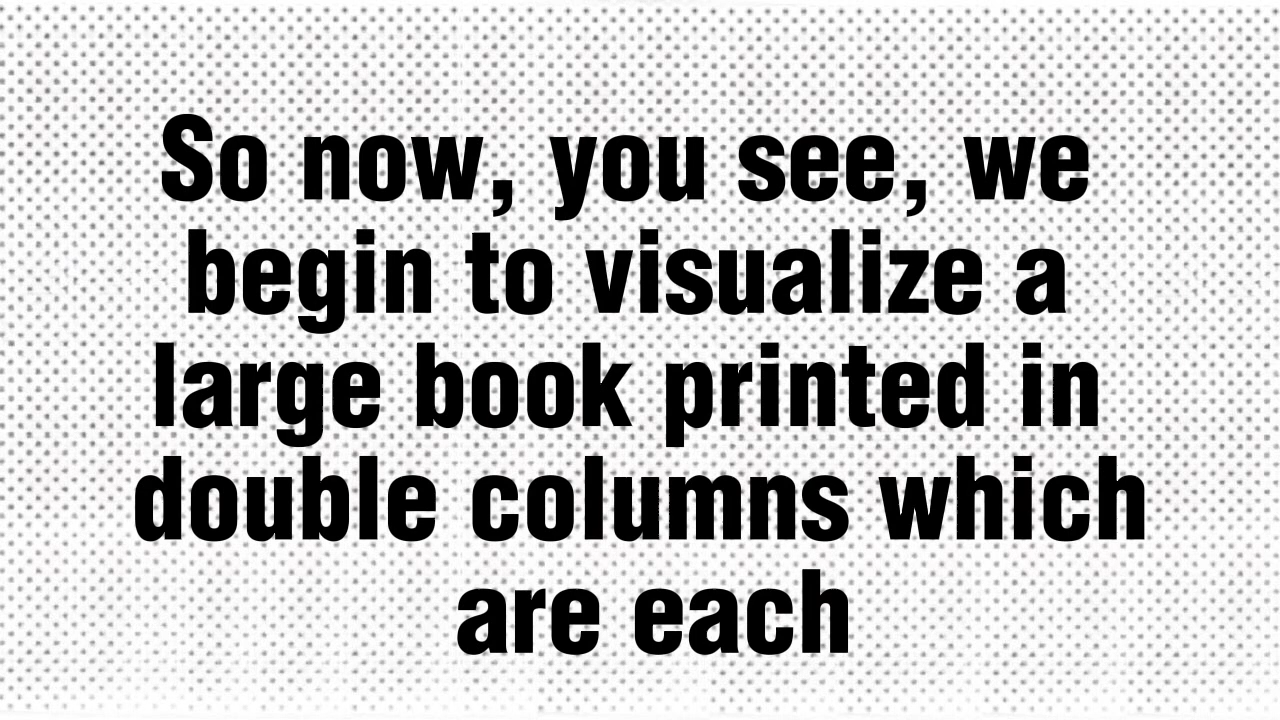 So now, you see, we
begin to visualize a
large book printed in
double columns which
are each